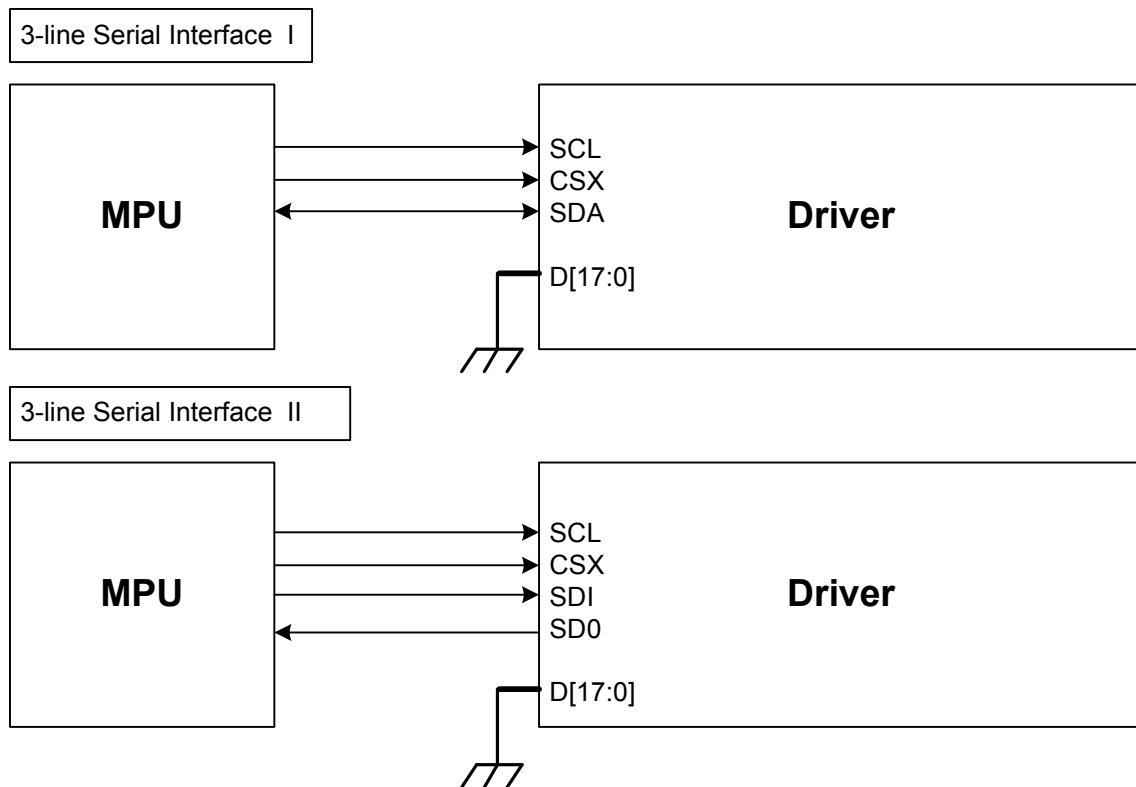 3-line Serial Interface I
MPU
SCL
CSX
SDA
D[17:0]
Driver
3-line Serial Interface II
MPU
SCL
CSX
SDI
SD0
D[17:0]
Driver